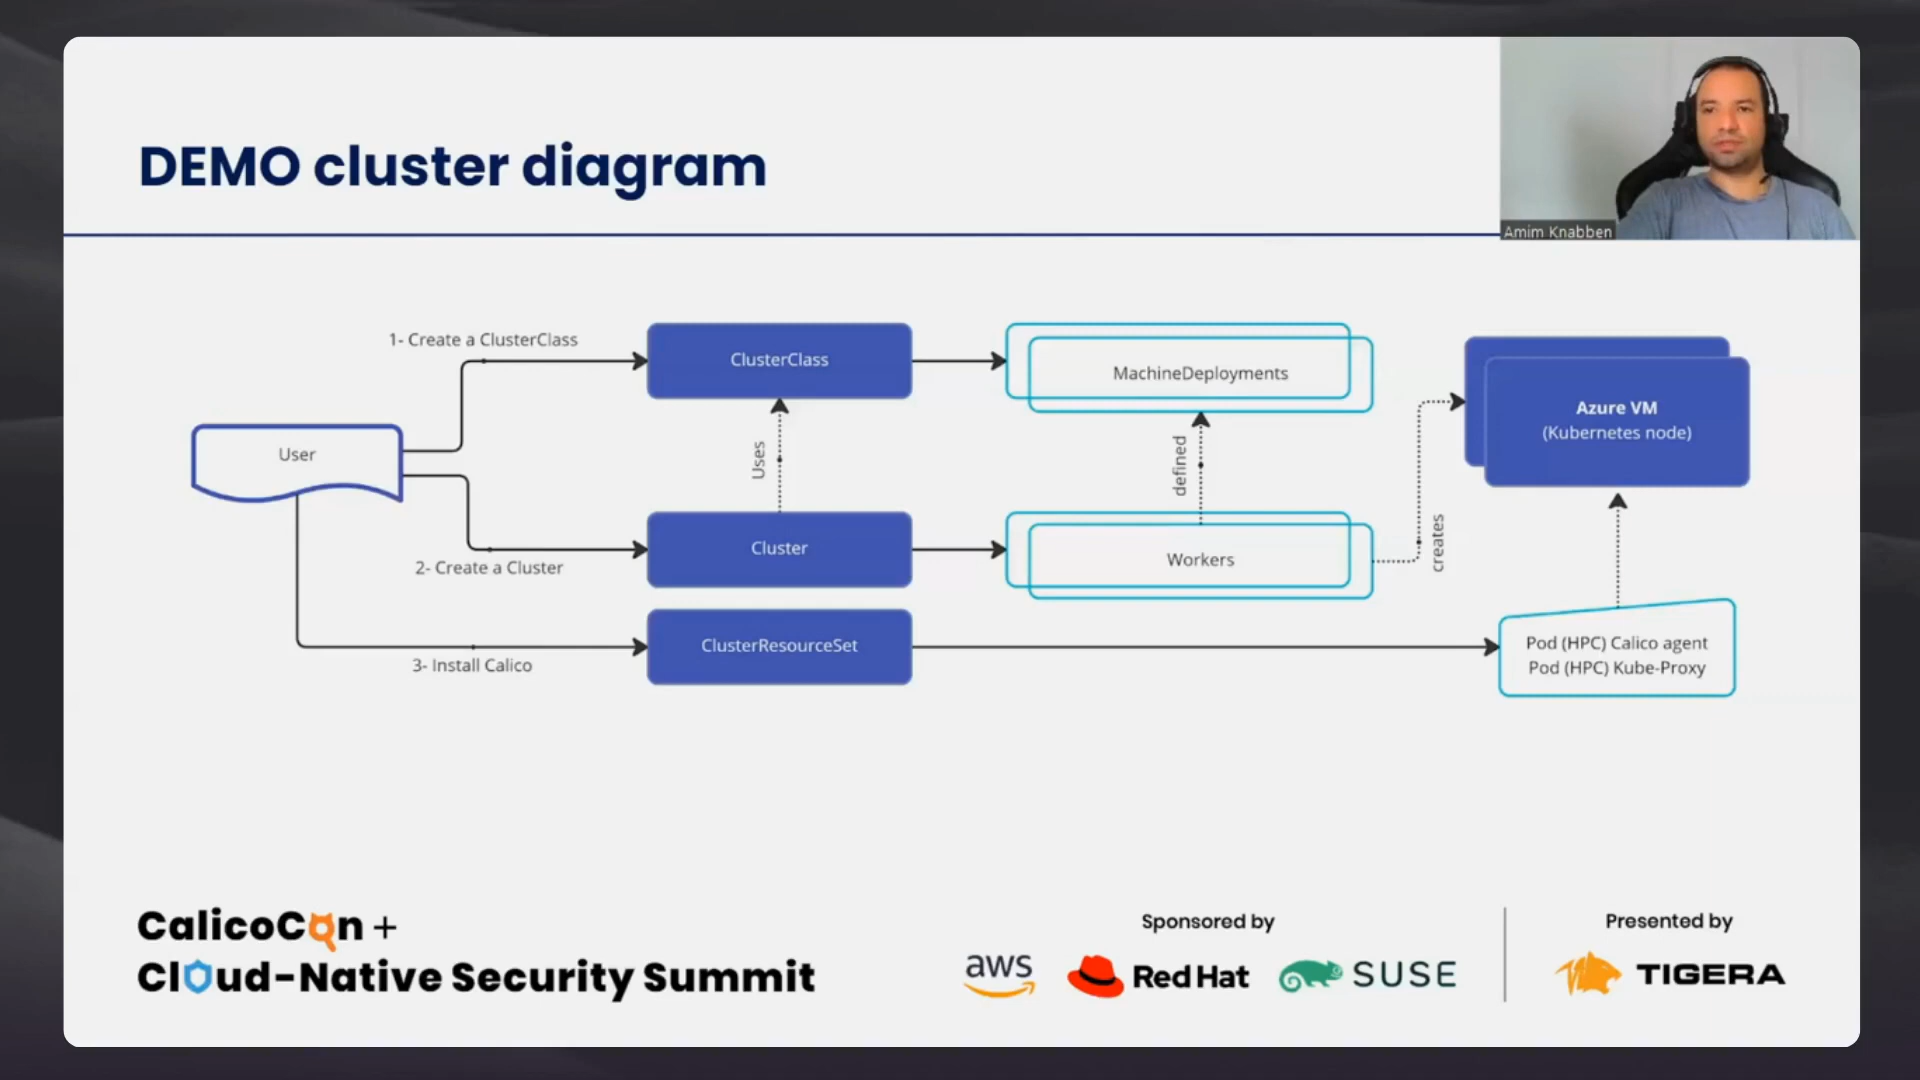 DEMO cluster diagram
Amim Knabben
1- Create a ClusterClass
ClusterClass
MachineDeployments
Azure VM
(Kubernetes node)
User
Uses
defined
creates
2- Create a Cluster
Cluster
Workers
3- Install Calico
ClusterResourceSet
Pod (HPC) Calico agent
Pod (HPC) Kube-Proxy
CalicoCon +
Cloud-Native Security Summit
Sponsored by
aws
Red Hat
SUSE
Presented by
TIGERA